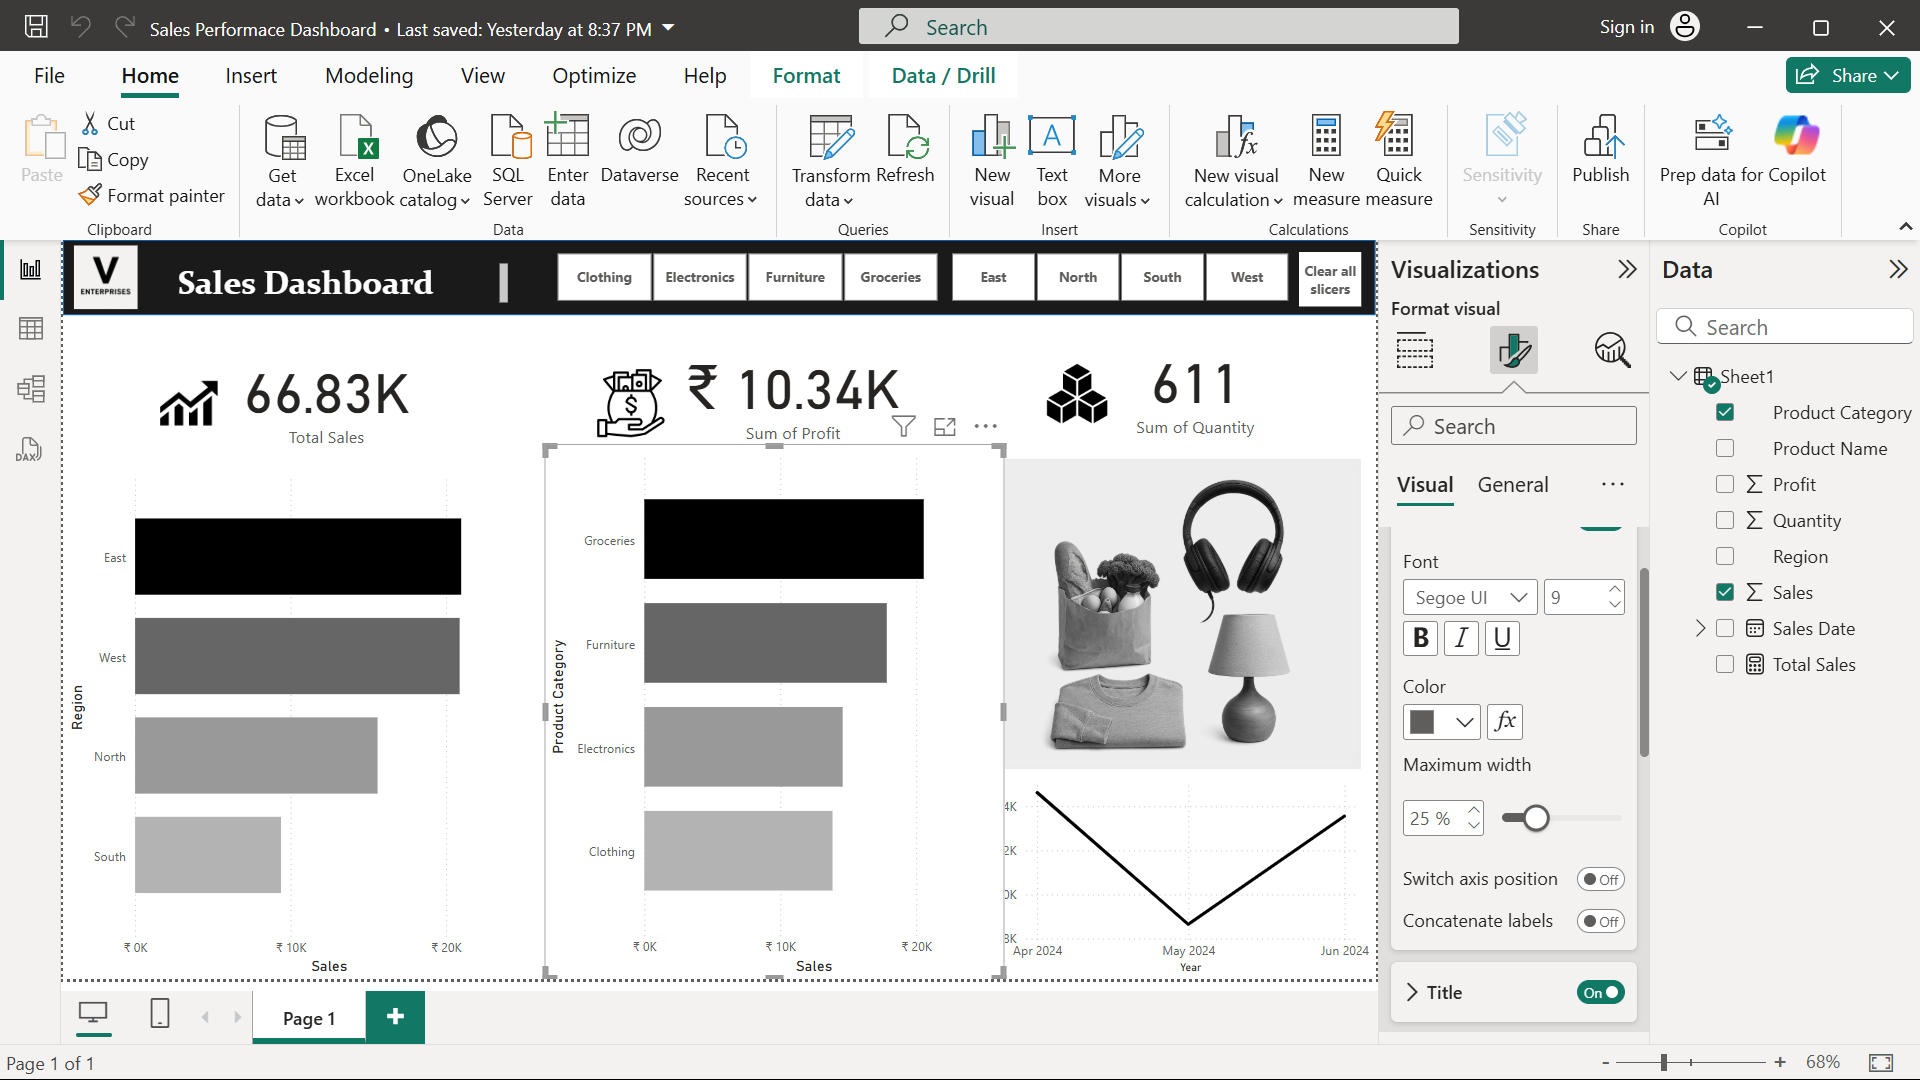 Sales Performace Dashboard • Last saved: Yesterday at 8:37 PM
Search
Sign in
File Home Insert Modeling View Optimize Help Format Data / Drill
Share
Paste
Cut
Copy
Format painter
Clipboard
Get data
Excel workbook
OneLake catalog
SQL Server
Enter data
Dataverse
Recent sources
Data
Transform data
Refresh
Queries
New visual
Text box
More visuals
Insert
New visual calculation
New measure
Quick measure
Calculations
Sensitivity
Sensitivity
Publish
Share
Prep data for AI
Copilot
Copilot
V
ENTERPRISES
Sales Dashboard
Clothing Electronics Furniture Groceries
East North South West
Clear all
slicers
66.83K
Total Sales
₹ 10.34K
Sum of Profit
611
Sum of Quantity
Region
East
West
North
South
₹ 0K ₹ 10K ₹ 20K
Sales
Product Category
Groceries
Furniture
Electronics
Clothing
₹ 0K ₹ 10K ₹ 20K
Sales
4K
2K
0K
8K
Apr 2024 May 2024 Jun 2024
Year
Visualizations
Format visual
Search
Visual General
Font
Segoe UI 9
B I U
Color
fx
Maximum width
25 %
Switch axis position Off
Concatenate labels Off
Title On
Data
Search
Sheet1
Product Category
Product Name
Profit
Quantity
Region
Sales
Sales Date
Total Sales
DAX
Page 1
Page 1 of 1
- + 68%